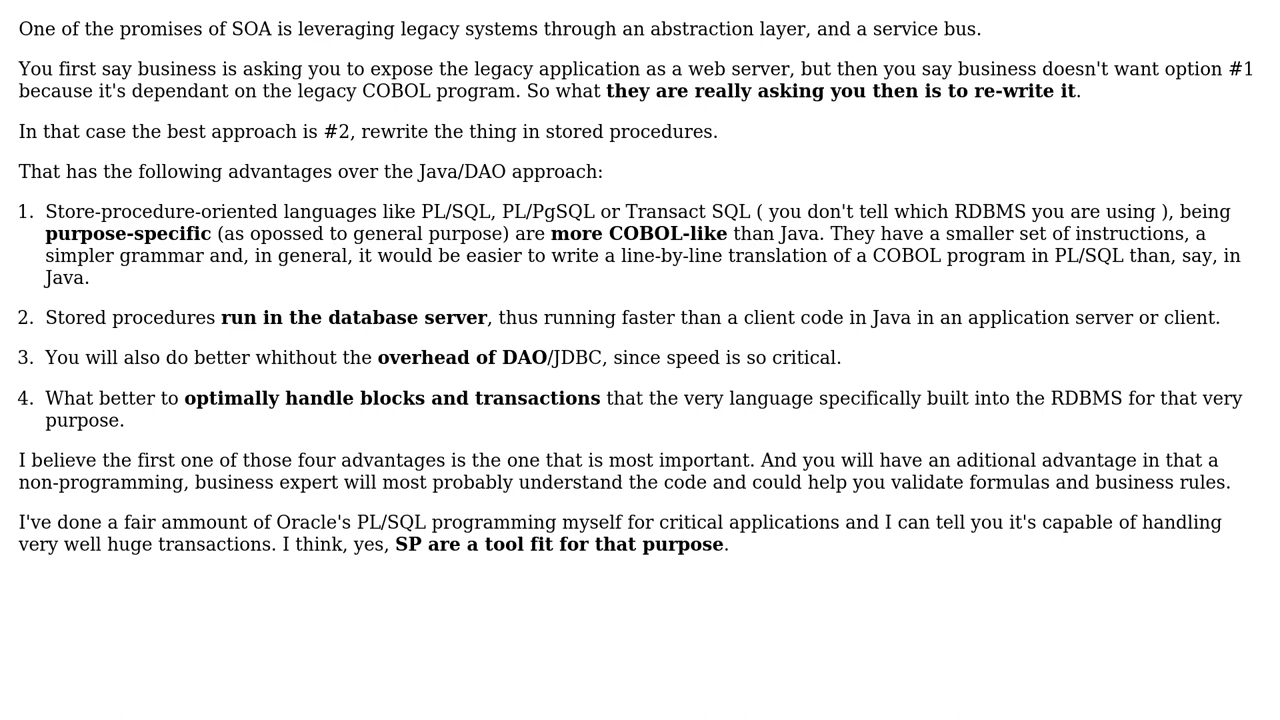 One of the promises of SOA is leveraging legacy systems through an abstraction layer, and a service bus.
You first say business is asking you to expose the legacy application as a web server, but then you say business doesn't want option #1
because it's dependant on the legacy COBOL program. So what they are really asking you then is to re-write it.
In that case the best approach is #2, rewrite the thing in stored procedures.
That has the following advantages over the Java/DAO approach:
1. Store-procedure-oriented languages like PL/SQL, PL/PgSQL or Transact SQL ( you don't tell which RDBMS you are using ), being
purpose-specific (as opossed to general purpose) are more COBOL-like than Java. They have a smaller set of instructions, a
simpler grammar and, in general, it would be easier to write a line-by-line translation of a COBOL program in PL/SQL than, say, in
Java.
2. Stored procedures run in the database server, thus running faster than a client code in Java in an application server or client.
3. You will also do better whithout the overhead of DAO/JDBC, since speed is so critical.
4. What better to optimally handle blocks and transactions that the very language specifically built into the RDBMS for that very
purpose.
I believe the first one of those four advantages is the one that is most important. And you will have an aditional advantage in that a
non-programming, business expert will most probably understand the code and could help you validate formulas and business rules.
I've done a fair ammount of Oracle's PL/SQL programming myself for critical applications and I can tell you it's capable of handling
very well huge transactions. I think, yes, SP are a tool fit for that purpose.